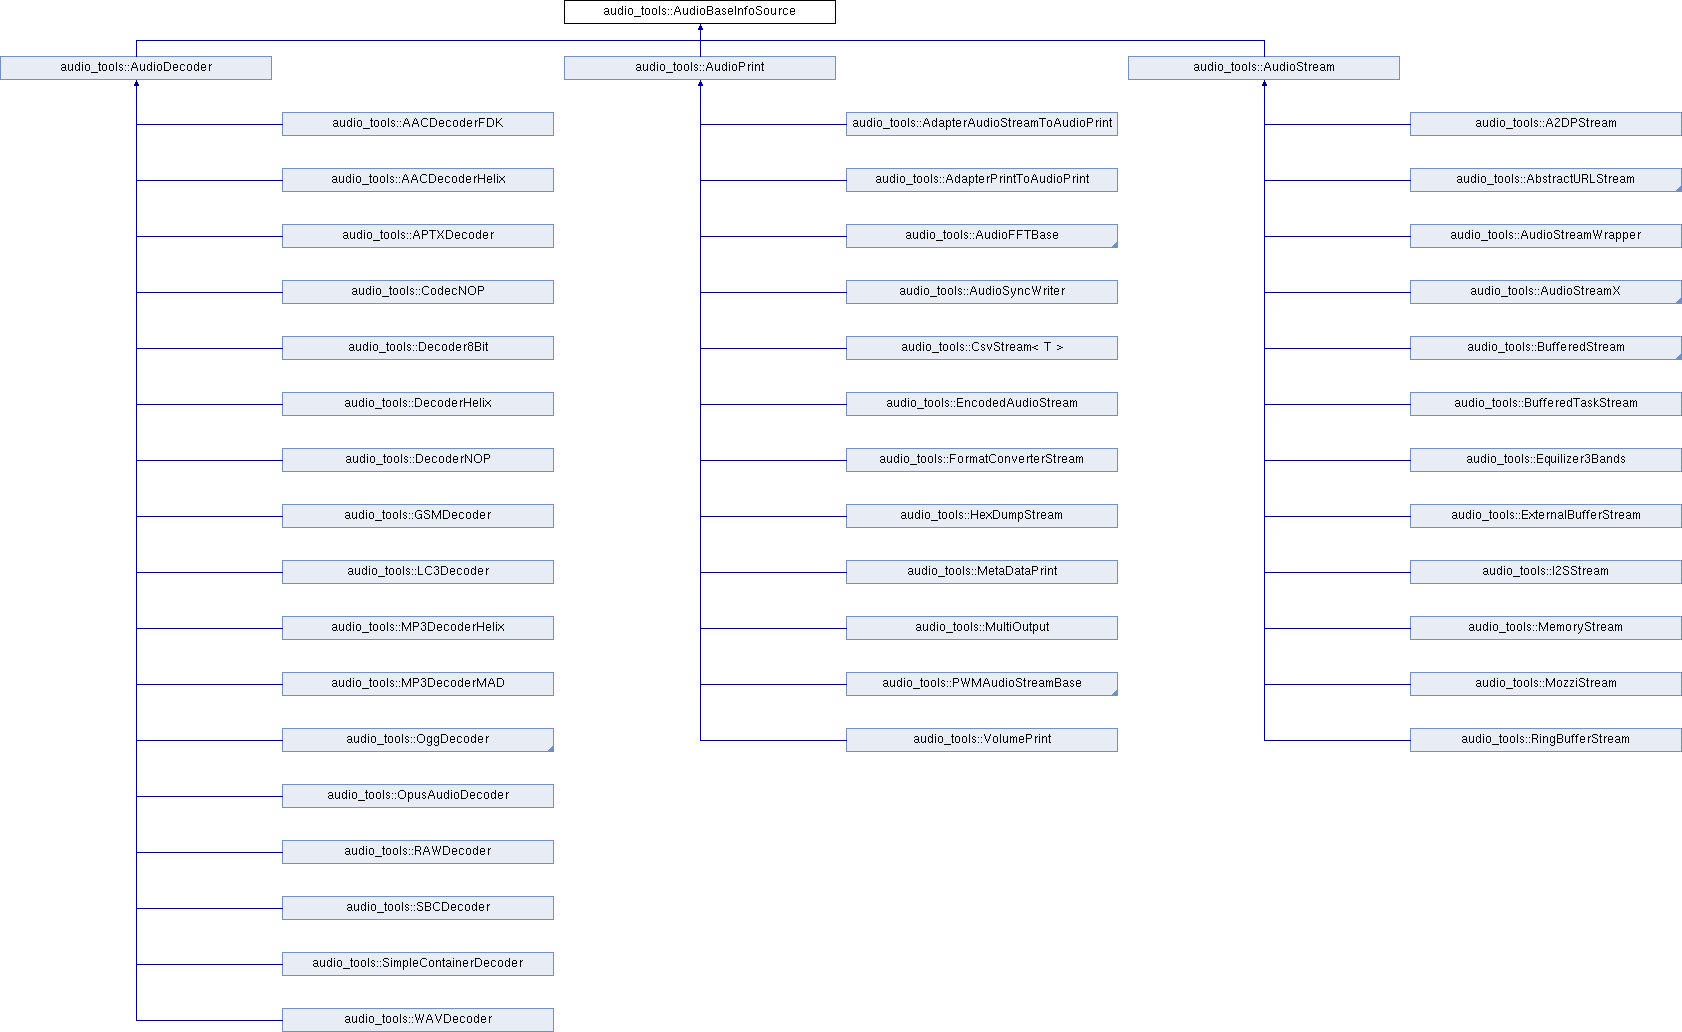 audio_tools::AudioBaseInfoSource
audio_tools::AudioDecoder
audio_tools::AudioPrint
audio_tools::AudioStream
audio_tools::AACDecoderFDK
audio_tools::AdapterAudioStreamToAudioPrint
audio_tools::A2DPStream
audio_tools::AACDecoderHelix
audio_tools::AdapterPrintToAudioPrint
audio_tools::AbstractURLStream
audio_tools::APTXDecoder
audio_tools::AudioFFTBase
audio_tools::AudioStreamWrapper
audio_tools::CodecNOP
audio_tools::AudioSyncWriter
audio_tools::AudioStreamX
audio_tools::Decoder8Bit
audio_tools::CsvStream< T >
audio_tools::BufferedStream
audio_tools::DecoderHelix
audio_tools::EncodedAudioStream
audio_tools::BufferedTaskStream
audio_tools::DecoderNOP
audio_tools::FormatConverterStream
audio_tools::Equilizer3Bands
audio_tools::GSMDecoder
audio_tools::HexDumpStream
audio_tools::ExternalBufferStream
audio_tools::LC3Decoder
audio_tools::MetaDataPrint
audio_tools::I2SStream
audio_tools::MP3DecoderHelix
audio_tools::MultiOutput
audio_tools::MemoryStream
audio_tools::MP3DecoderMAD
audio_tools::PWMAudioStreamBase
audio_tools::MozziStream
audio_tools::OggDecoder
audio_tools::VolumePrint
audio_tools::RingBufferStream
audio_tools::OpusAudioDecoder
audio_tools::RAWDecoder
audio_tools::SBCDecoder
audio_tools::SimpleContainerDecoder
audio_tools::WAVDecoder